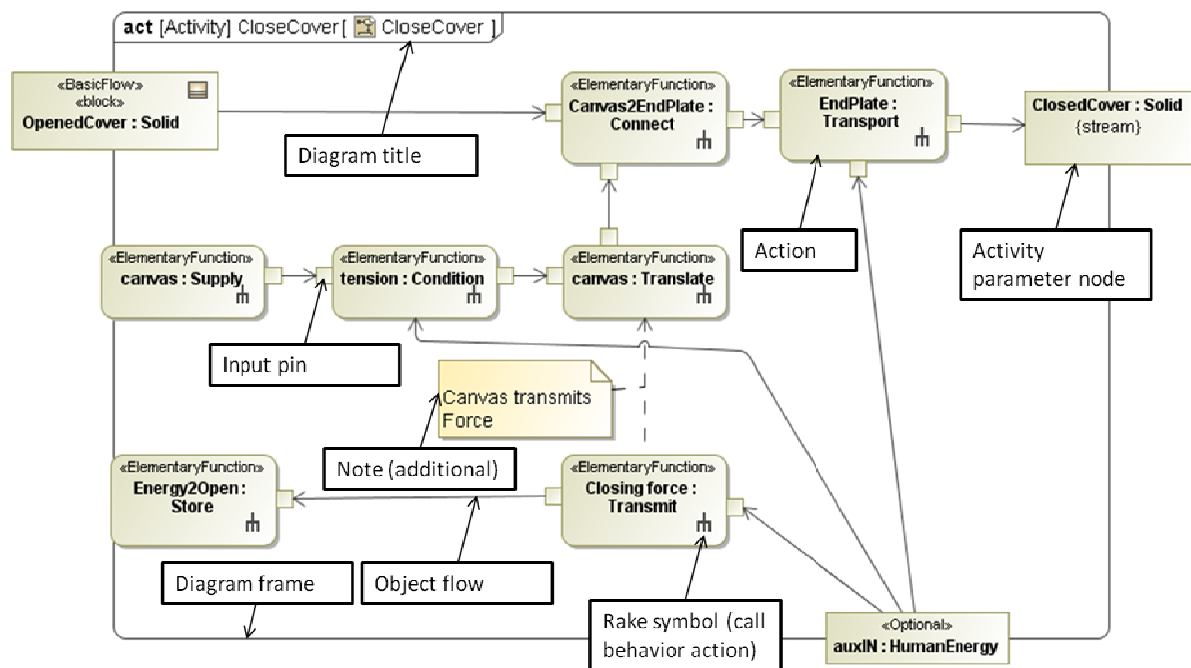 act [Activity] CloseCover [ CloseCover ]
«BasicFlow»
«block»
OpenedCover : Solid
Diagram title
«ElementaryFunction»
Canvas2EndPlate :
Connect
«ElementaryFunction»
EndPlate :
Transport
ClosedCover : Solid
{stream}
Action
Activity
parameter node
«ElementaryFunction»
canvas : Supply
«ElementaryFunction»
tension : Condition
«ElementaryFunction»
canvas : Translate
Input pin
Canvas transmits
Force
Note (additional)
«ElementaryFunction»
Energy2Open :
Store
«ElementaryFunction»
Closing force :
Transmit
Diagram frame
Object flow
Rake symbol (call
behavior action)
«Optional»
auxIN : HumanEnergy